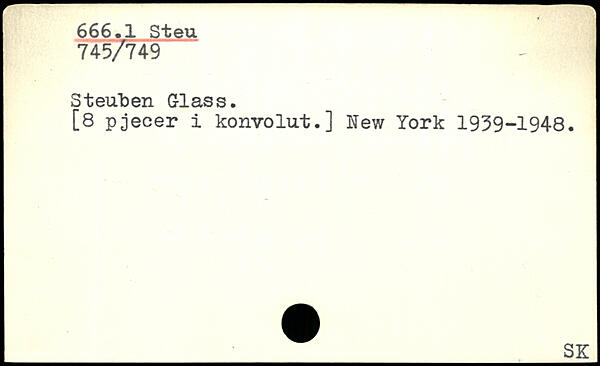 666.1 Steu
745/749
Steuben Glass.
[8 pjecer i konvolut.] New York 1939-1948.
SK